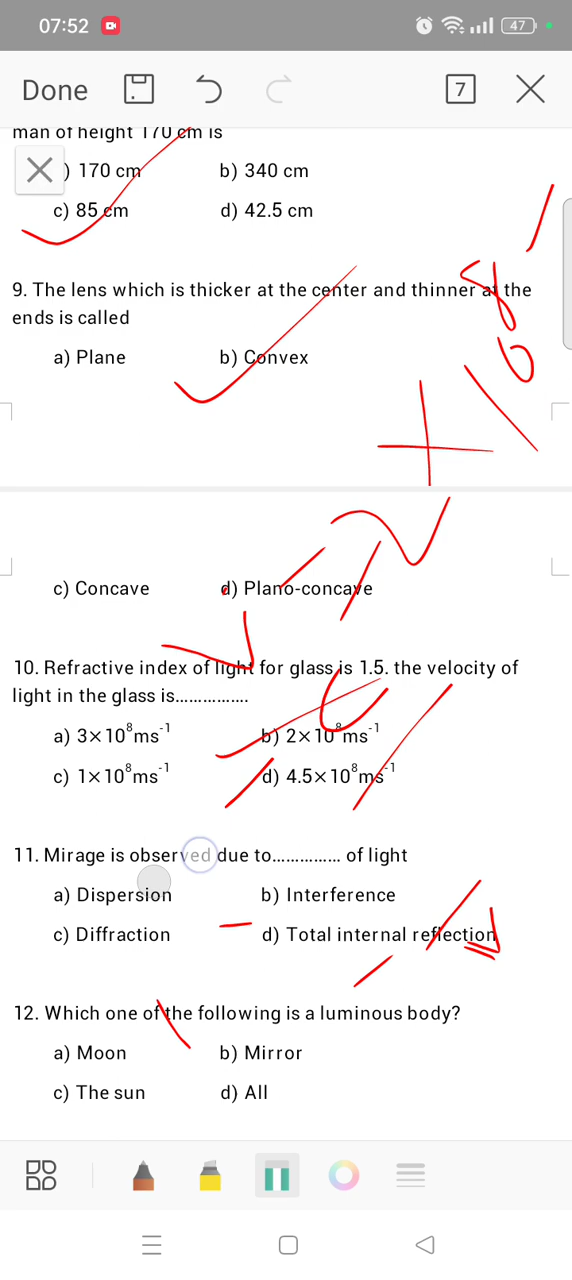 07:52
47
Done
7
man of height 170 cm is
) 170 cm b) 340 cm
c) 85 cm d) 42.5 cm
9. The lens which is thicker at the center and thinner at the
ends is called
a) Plane b) Convex
c) Concave d) Plano-concave
10. Refractive index of light for glass is 1.5. the velocity of
light in the glass is...............
a) 3×10⁸ms⁻¹ b) 2×10⁸ms⁻¹
c) 1×10⁸ms⁻¹ d) 4.5×10⁸ms⁻¹
11. Mirage is observed due to............... of light
a) Dispersion b) Interference
c) Diffraction d) Total internal reflection
12. Which one of the following is a luminous body?
a) Moon b) Mirror
c) The sun d) All